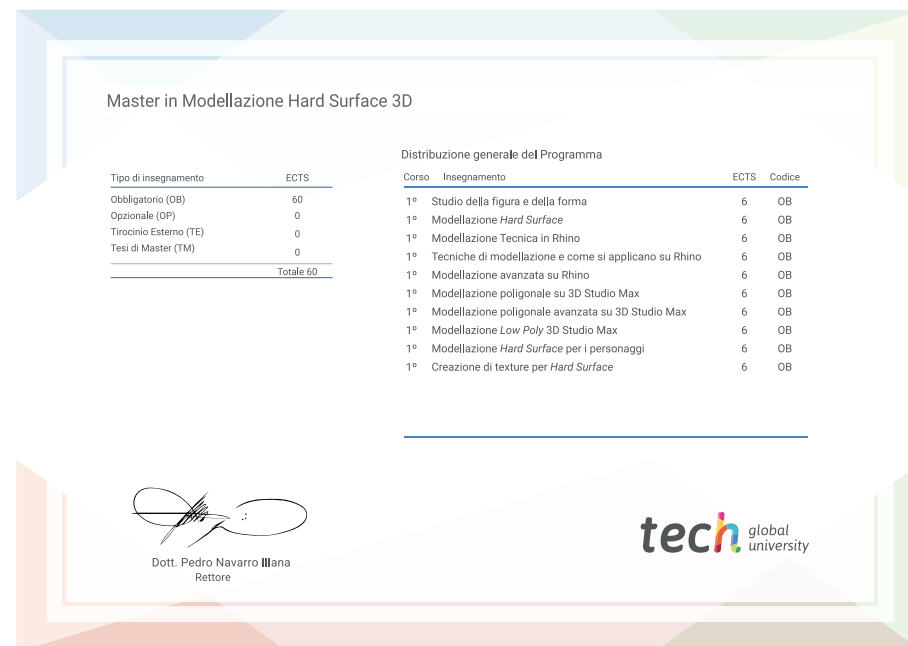 Master in Modellazione Hard Surface 3D
Tipo di insegnamento ECTS
Obbligatorio (OB) 60
Opzionale (OP) 0
Tirocinio Esterno (TE) 0
Tesi di Master (TM) 0
Totale 60
Distribuzione generale del Programma
Corso Insegnamento ECTS Codice
1º Studio della figura e della forma 6 OB
1º Modellazione Hard Surface 6 OB
1º Modellazione Tecnica in Rhino 6 OB
1º Tecniche di modellazione e come si applicano su Rhino 6 OB
1º Modellazione avanzata su Rhino 6 OB
1º Modellazione poligonale su 3D Studio Max 6 OB
1º Modellazione poligonale avanzata su 3D Studio Max 6 OB
1º Modellazione Low Poly 3D Studio Max 6 OB
1º Modellazione Hard Surface per i personaggi 6 OB
1º Creazione di texture per Hard Surface 6 OB
Dott. Pedro Navarro Illana
Rettore
tech global
university